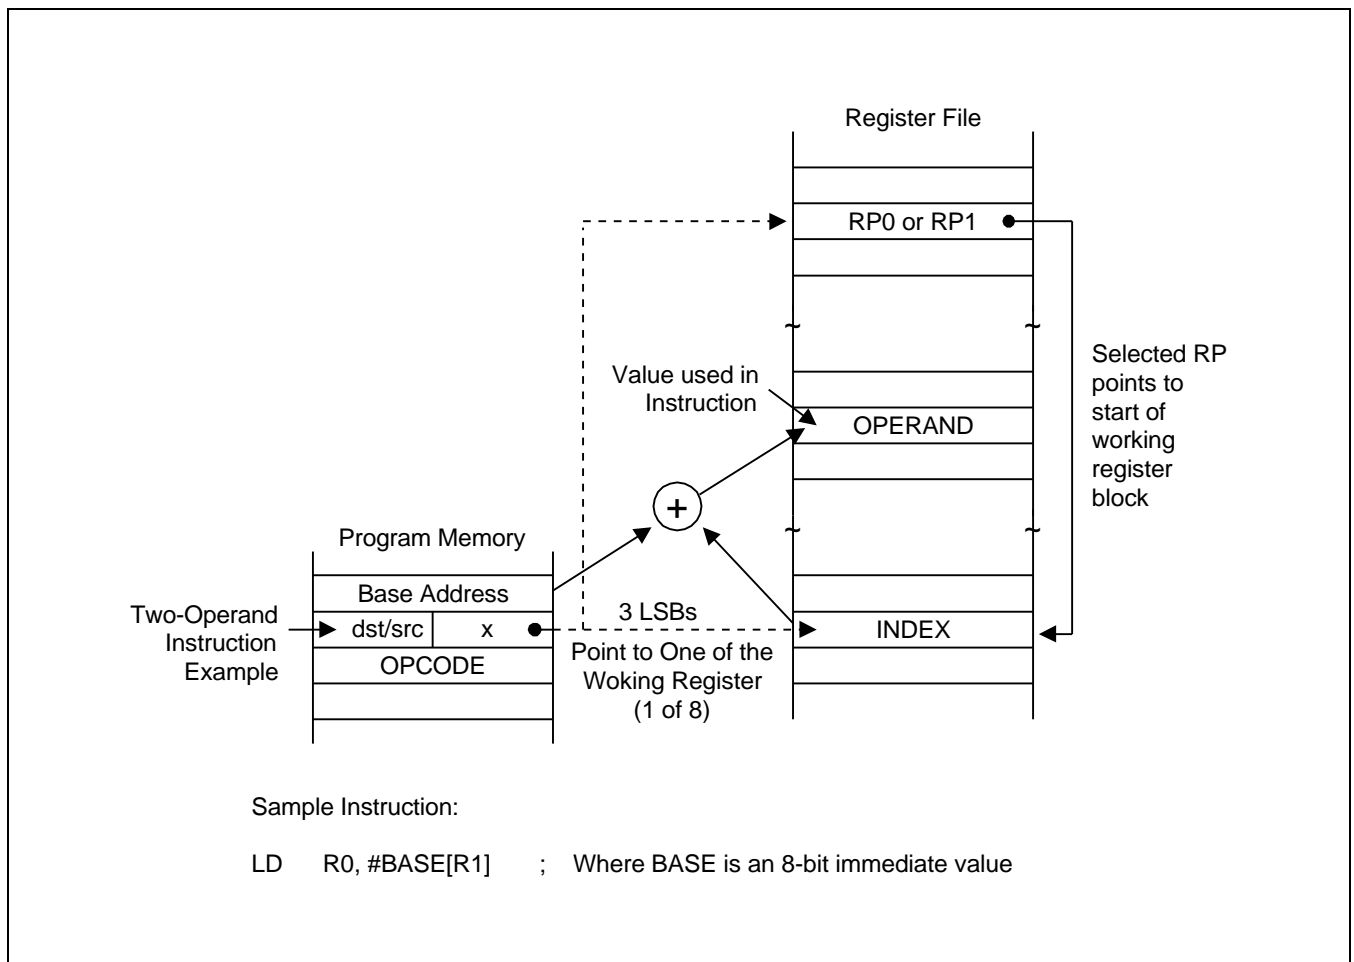 Register File
RP0 or RP1
Selected RP
points to
start of
working
register
block
Value used in
Instruction
OPERAND
+
Program Memory
Base Address
Two-Operand
Instruction
Example
dst/src
x
OPCODE
3 LSBs
Point to One of the
Woking Register
(1 of 8)
INDEX
~
~
~
~
Sample Instruction:
LD R0, #BASE[R1] ; Where BASE is an 8-bit immediate value